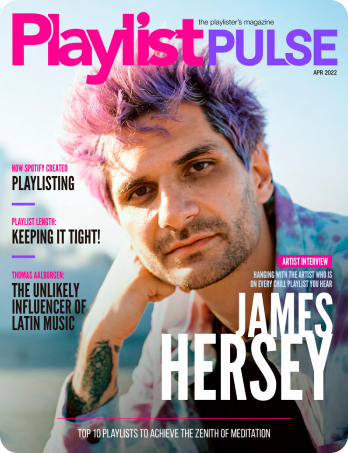 the playlister's magazine
Playlist PULSE
APR 2022
HOW SPOTIFY CREATED
PLAYLISTING
PLAYLIST LENGTH:
KEEPING IT TIGHT!
THOMAS AALBORGEN:
THE UNLIKELY
INFLUENCER OF
LATIN MUSIC
ARTIST INTERVIEW
HANGING WITH THE ARTIST WHO IS
ON EVERY CHILL PLAYLIST YOU HEAR
JAMES
HERSEY
TOP 10 PLAYLISTS TO ACHIEVE THE ZENITH OF MEDITATION